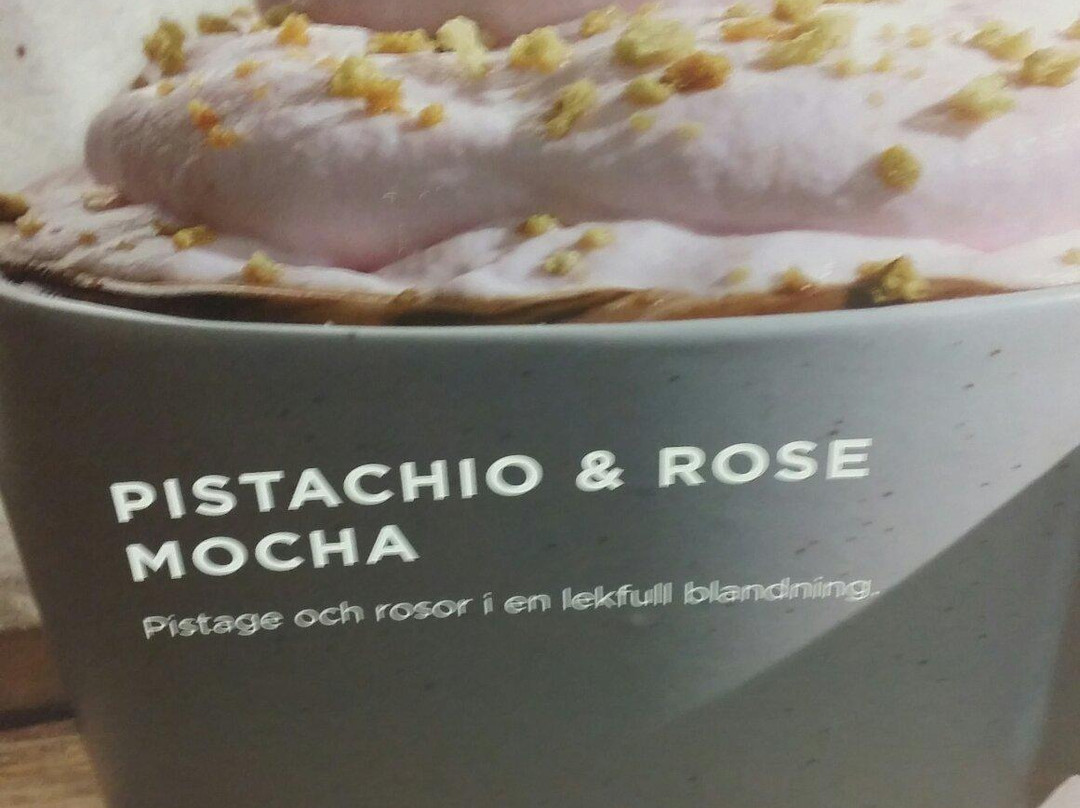 PISTACHIO & ROSE
MOCHA
Pistage och rosor i en lekfull blandning.